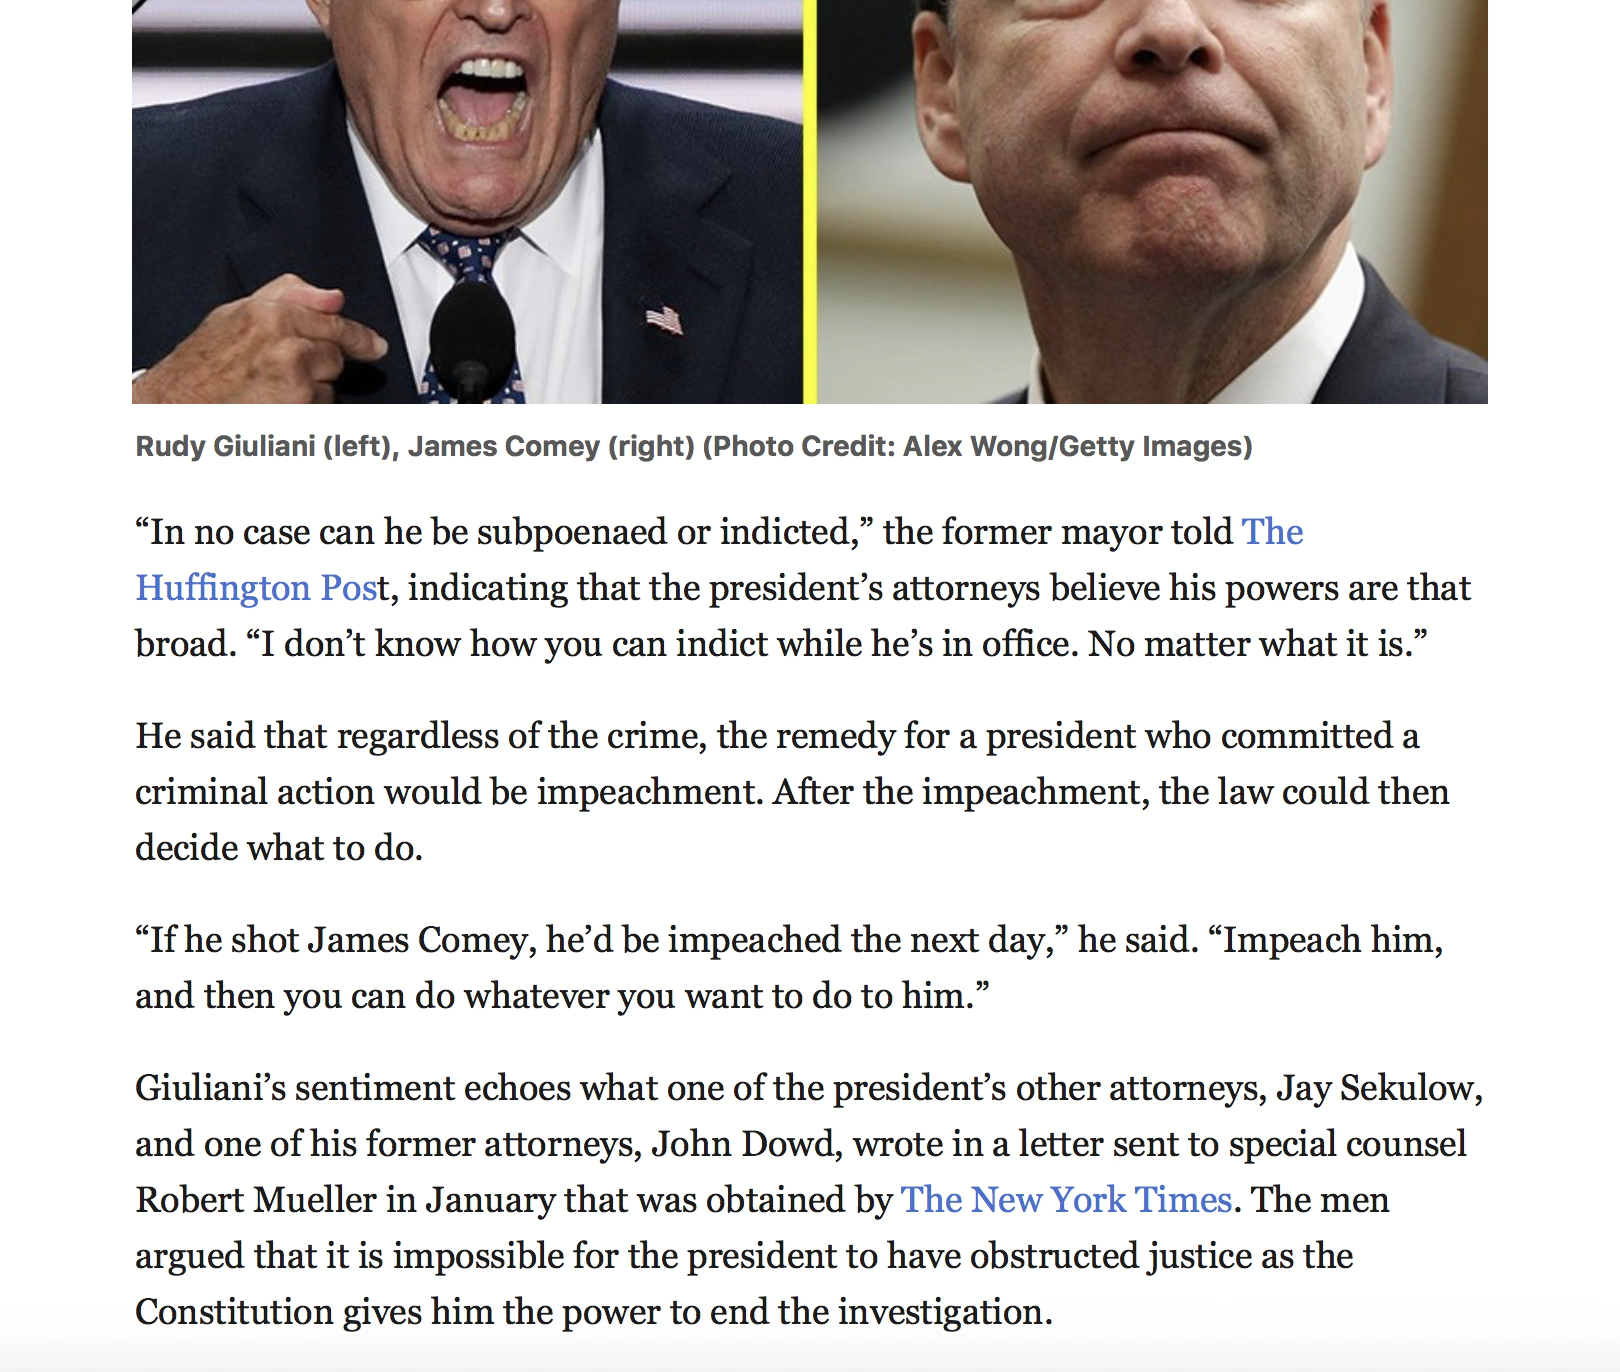 Rudy Giuliani (left), James Comey (right) (Photo Credit: Alex Wong/Getty Images)
“In no case can he be subpoenaed or indicted,” the former mayor told The
Huffington Post, indicating that the president’s attorneys believe his powers are that
broad. “I don’t know how you can indict while he’s in office. No matter what it is.”
He said that regardless of the crime, the remedy for a president who committed a
criminal action would be impeachment. After the impeachment, the law could then
decide what to do.
“If he shot James Comey, he’d be impeached the next day,” he said. “Impeach him,
and then you can do whatever you want to do to him.”
Giuliani’s sentiment echoes what one of the president’s other attorneys, Jay Sekulow,
and one of his former attorneys, John Dowd, wrote in a letter sent to special counsel
Robert Mueller in January that was obtained by The New York Times. The men
argued that it is impossible for the president to have obstructed justice as the
Constitution gives him the power to end the investigation.